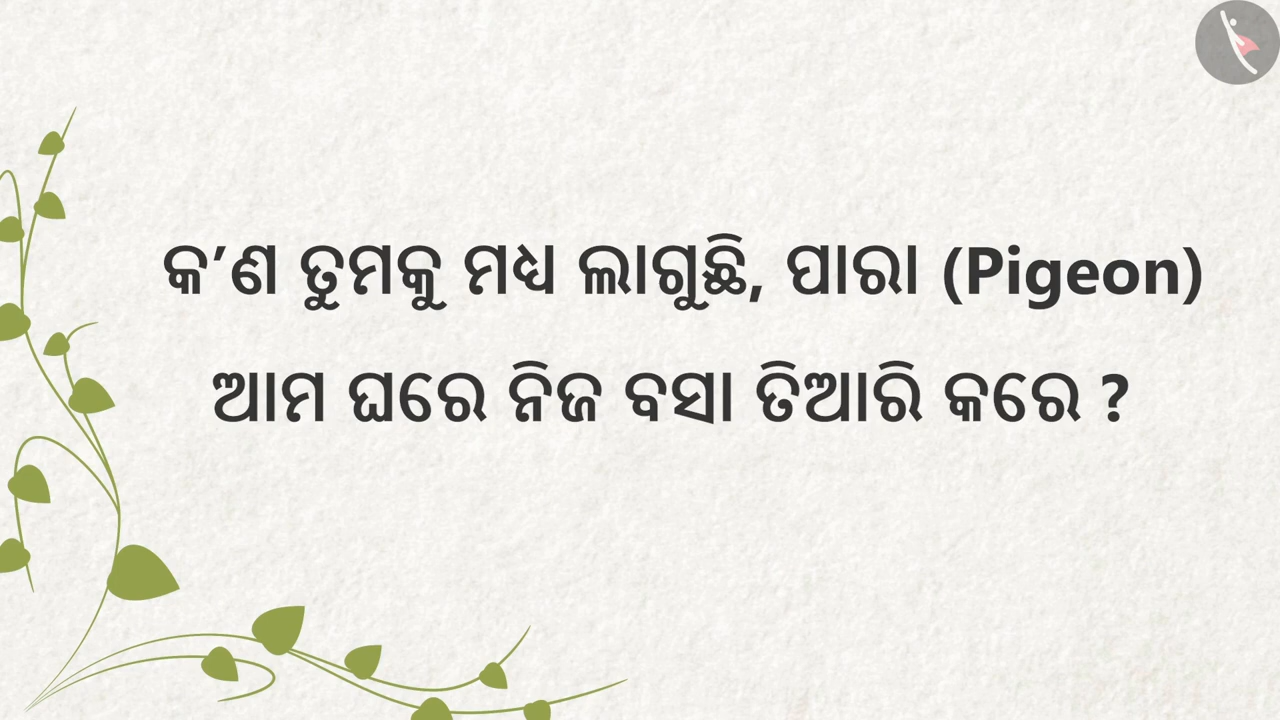 କ’ଣ ତୁମକୁ ମଧ୍ୟ ଲାଗୁଛି, ପାରା (Pigeon)
ଆମ ଘରେ ନିଜ ବସା ତିଆରି କରେ ?